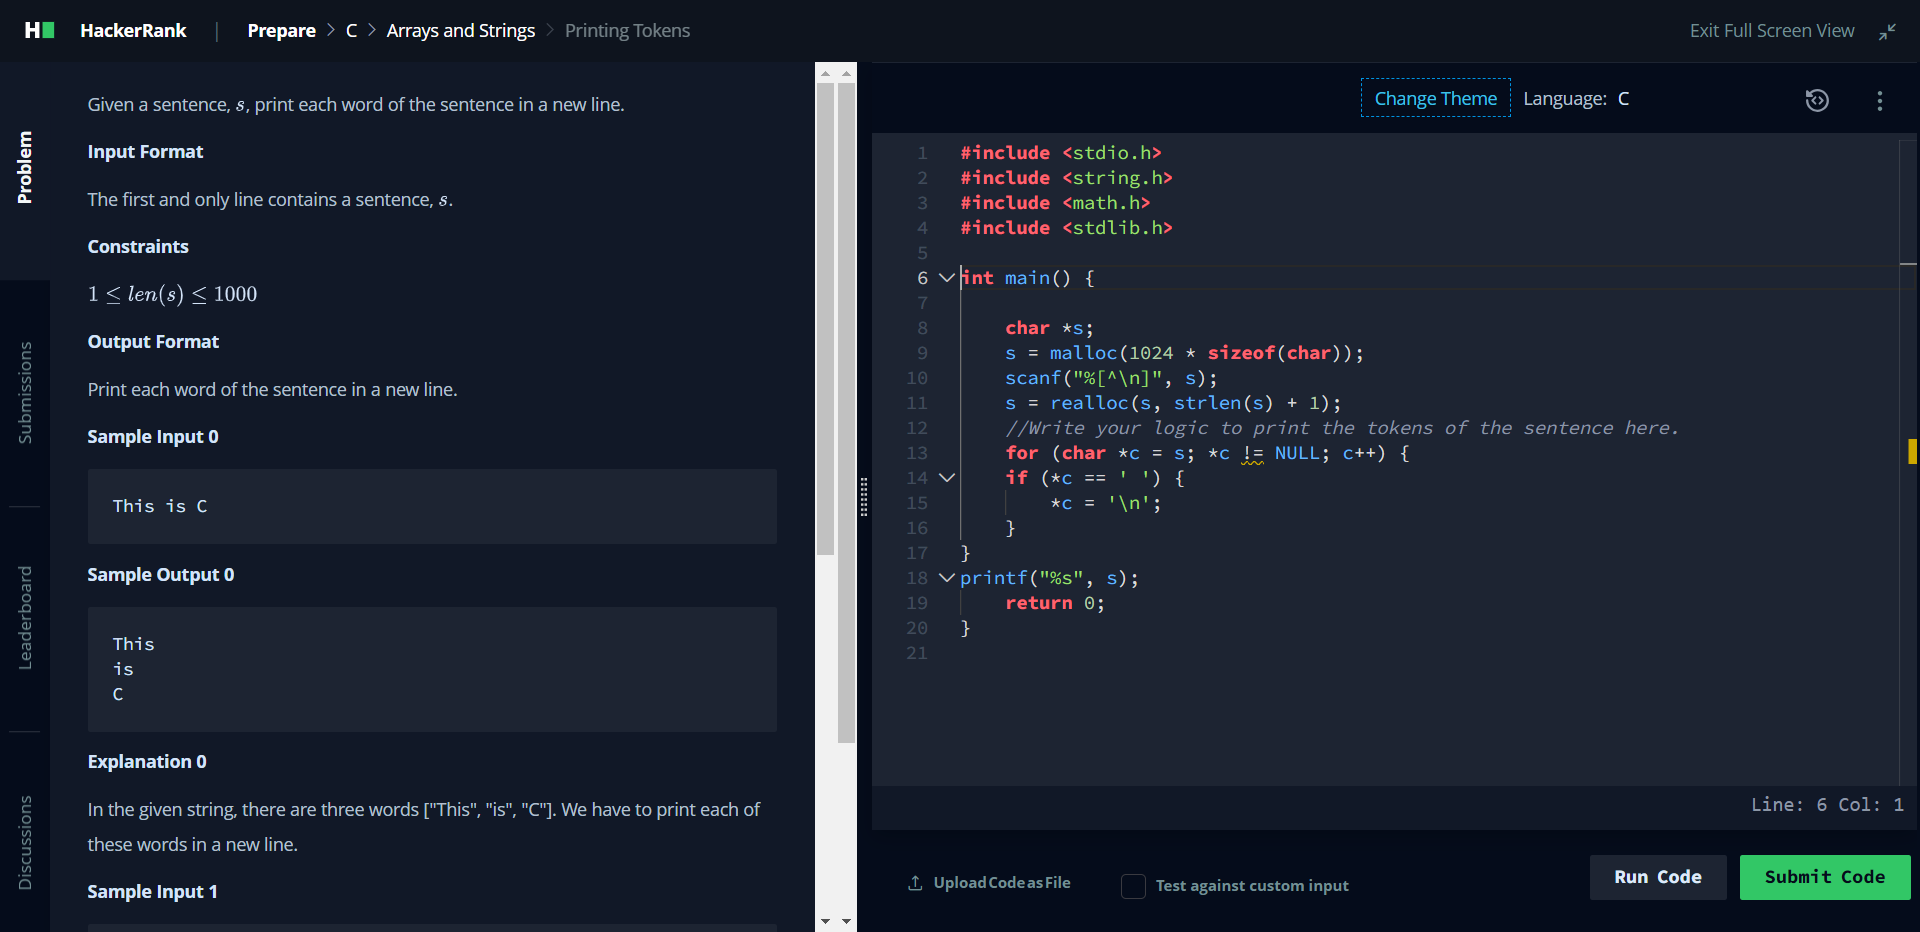 HackerRank | Prepare > C > Arrays and Strings > Printing Tokens
Exit Full Screen View
Problem
Submissions
Leaderboard
Discussions
Given a sentence, s, print each word of the sentence in a new line.
Input Format
The first and only line contains a sentence, s.
Constraints
1 ≤ len(s) ≤ 1000
Output Format
Print each word of the sentence in a new line.
Sample Input 0
This is C
Sample Output 0
This
is
C
Explanation 0
In the given string, there are three words ["This", "is", "C"]. We have to print each of
these words in a new line.
Sample Input 1
Change Theme Language: C
1 #include <stdio.h>
2 #include <string.h>
3 #include <math.h>
4 #include <stdlib.h>
5
6 int main() {
7
8     char *s;
9     s = malloc(1024 * sizeof(char));
10     scanf("%[^\n]", s);
11     s = realloc(s, strlen(s) + 1);
12     //Write your logic to print the tokens of the sentence here.
13     for (char *c = s; *c != NULL; c++) {
14     if (*c == ' ') {
15         *c = '\n';
16     }
17 }
18 printf("%s", s);
19     return 0;
20 }
21
Line: 6 Col: 1
Upload Code as File
Test against custom input
Run Code
Submit Code